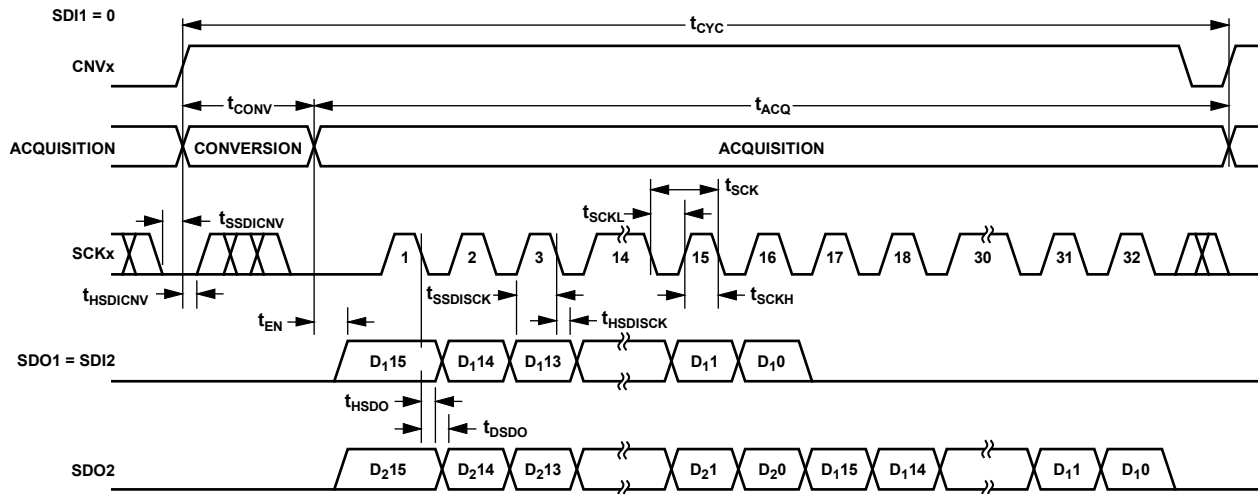 SDI1 = 0
tCYC
CNVx
tCONV
tACQ
ACQUISITION
CONVERSION
ACQUISITION
tSCK
tSSDICNV
tSCKL
SCKx
1 2 3 14 15 16 17 18 30 31 32
tHSDICNV
tSSDISCK
tSCKH
tEN
tHSDISCK
SDO1 = SDI2
D115 D114 D113 D11 D10
tHSDO
tDSDO
SDO2
D215 D214 D213 D21 D20 D115 D114 D11 D10